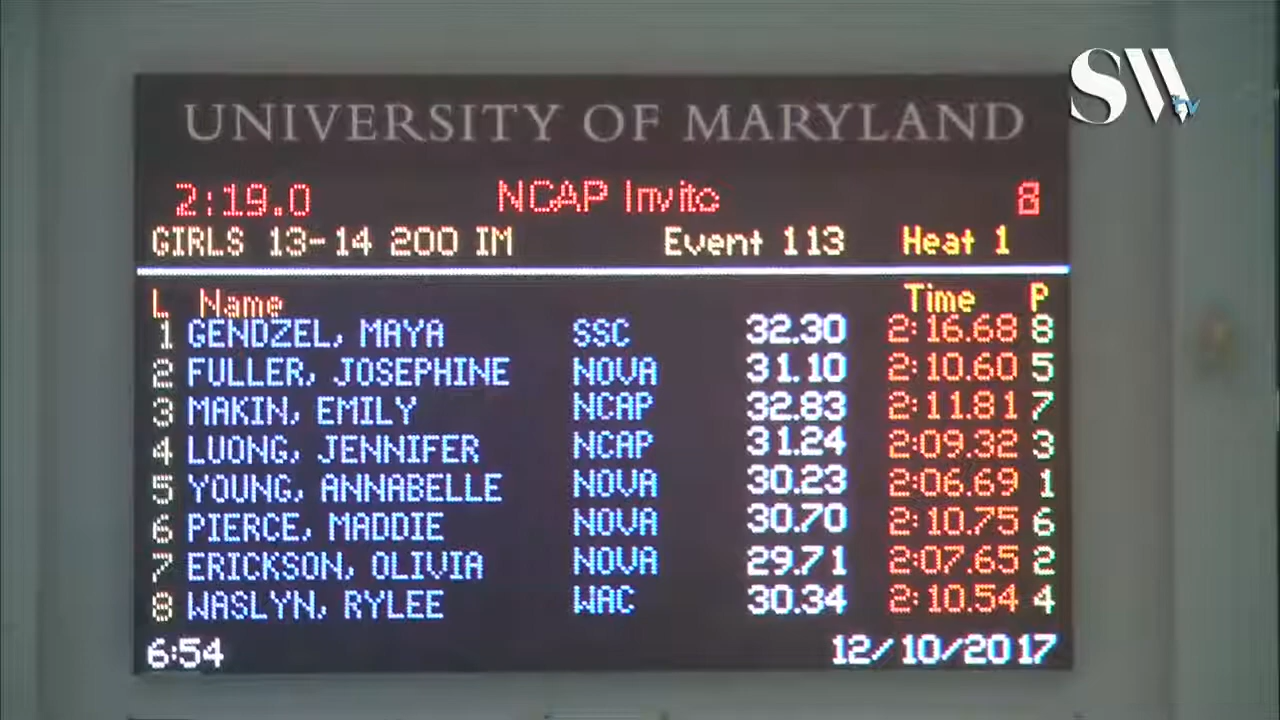 SW tv
UNIVERSITY OF MARYLAND
2:19.0 NCAP Invite 8
GIRLS 13-14 200 IM Event 113 Heat 1
L Name Time P
1 GENDZEL, MAYA SSC 32.30 2:16.68 8
2 FULLER, JOSEPHINE NOVA 31.10 2:10.60 5
3 MAKIN, EMILY NCAP 32.83 2:11.81 7
4 LUONG, JENNIFER NCAP 31.24 2:09.32 3
5 YOUNG, ANNABELLE NOVA 30.23 2:06.69 1
6 PIERCE, MADDIE NOVA 30.70 2:10.75 6
7 ERICKSON, OLIVIA NOVA 29.71 2:07.65 2
8 WASLYN, RYLEE WAC 30.34 2:10.54 4
6:54 12/10/2017